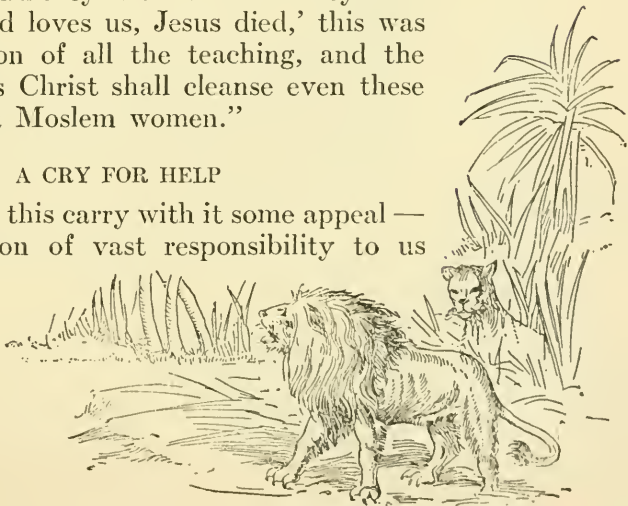 d loves us, Jesus died,’ this was
on of all the teaching, and the
s Christ shall cleanse even these
Moslem women.”
A CRY FOR HELP
this carry with it some appeal —
on of vast responsibility to us